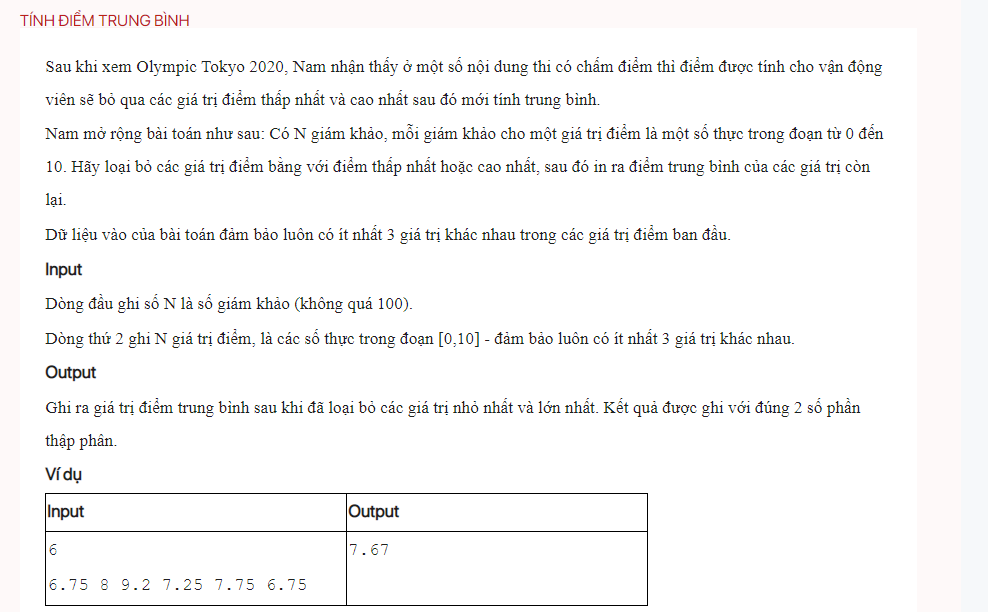 TÍNH ĐIỂM TRUNG BÌNH
Sau khi xem Olympic Tokyo 2020, Nam nhận thấy ở một số nội dung thi có chấm điểm thì điểm được tính cho vận động
viên sẽ bỏ qua các giá trị điểm thấp nhất và cao nhất sau đó mới tính trung bình.
Nam mở rộng bài toán như sau: Có N giám khảo, mỗi giám khảo cho một giá trị điểm là một số thực trong đoạn từ 0 đến
10. Hãy loại bỏ các giá trị điểm bằng với điểm thấp nhất hoặc cao nhất, sau đó in ra điểm trung bình của các giá trị còn
lại.
Dữ liệu vào của bài toán đảm bảo luôn có ít nhất 3 giá trị khác nhau trong các giá trị điểm ban đầu.
Input
Dòng đầu ghi số N là số giám khảo (không quá 100).
Dòng thứ 2 ghi N giá trị điểm, là các số thực trong đoạn [0,10] - đảm bảo luôn có ít nhất 3 giá trị khác nhau.
Output
Ghi ra giá trị điểm trung bình sau khi đã loại bỏ các giá trị nhỏ nhất và lớn nhất. Kết quả được ghi với đúng 2 số phần
thập phân.
Ví dụ
Input Output
6 7.67
6.75 8 9.2 7.25 7.75 6.75